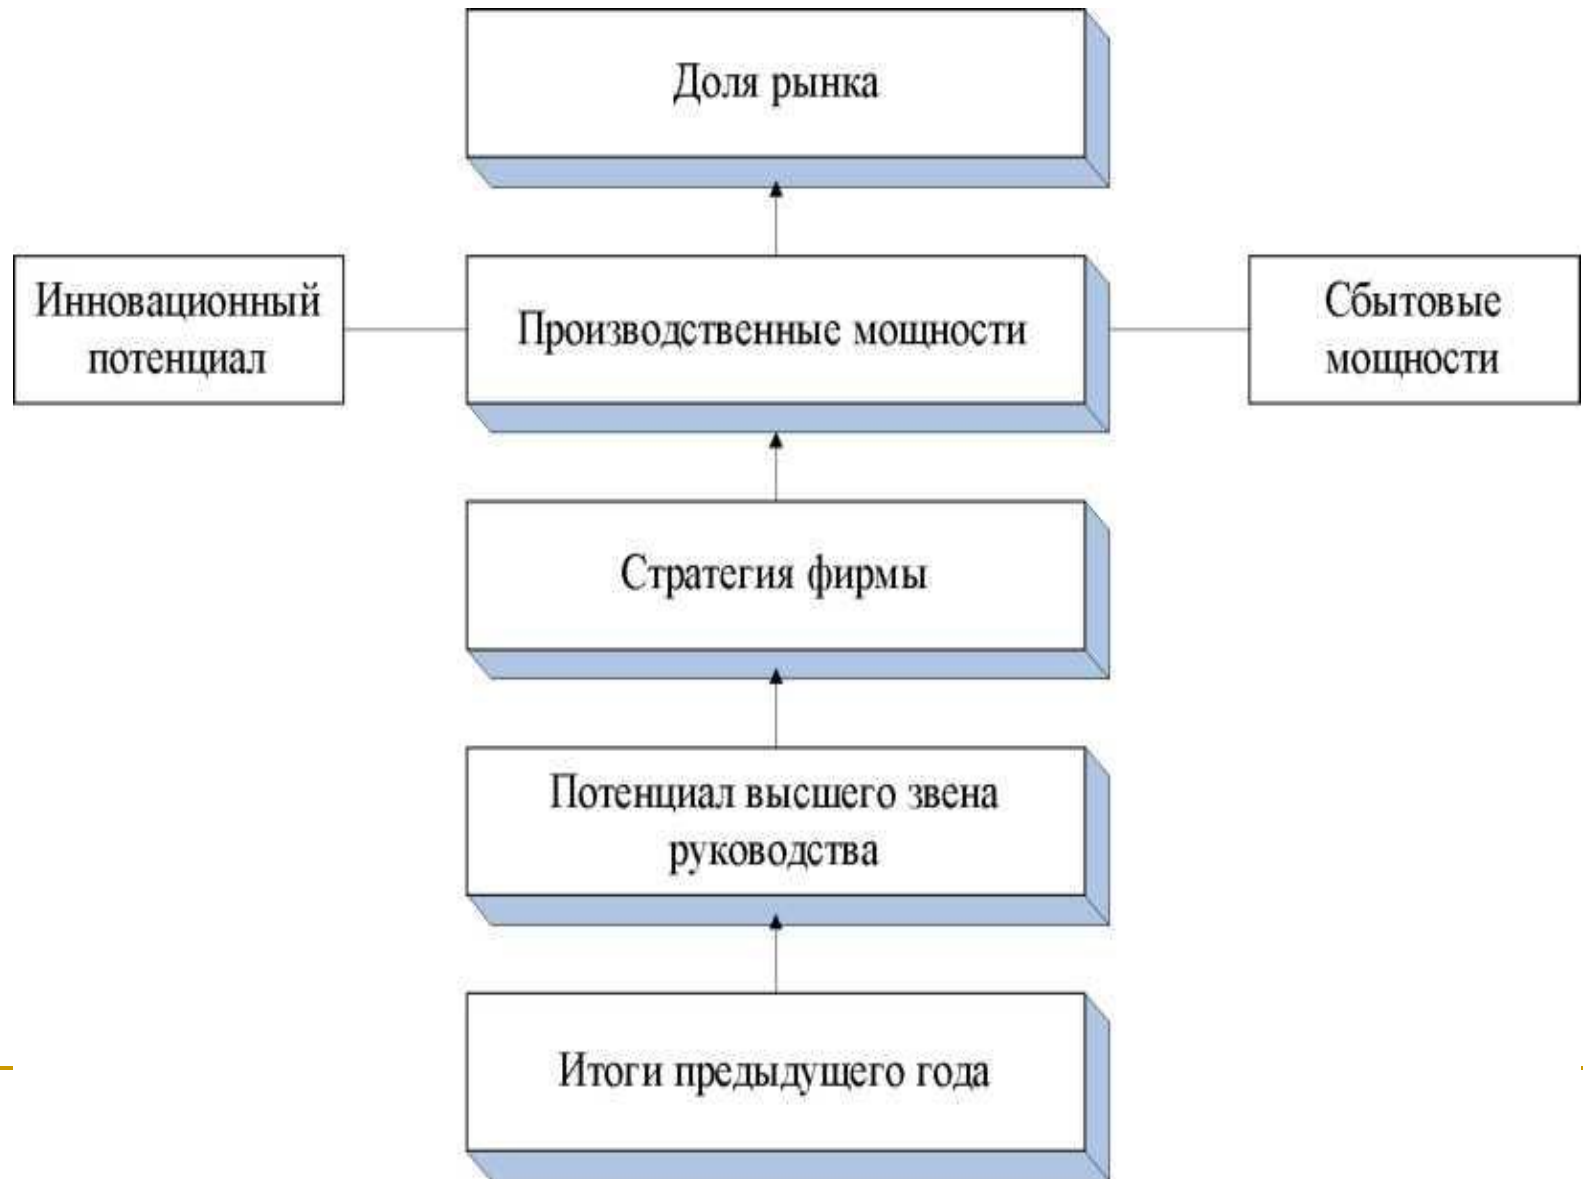 Доля рынка
Инновационный
потенциал
Производственные мощности
Сбытовые
мощности
Стратегия фирмы
Потенциал высшего звена
руководства
Итоги предыдущего года